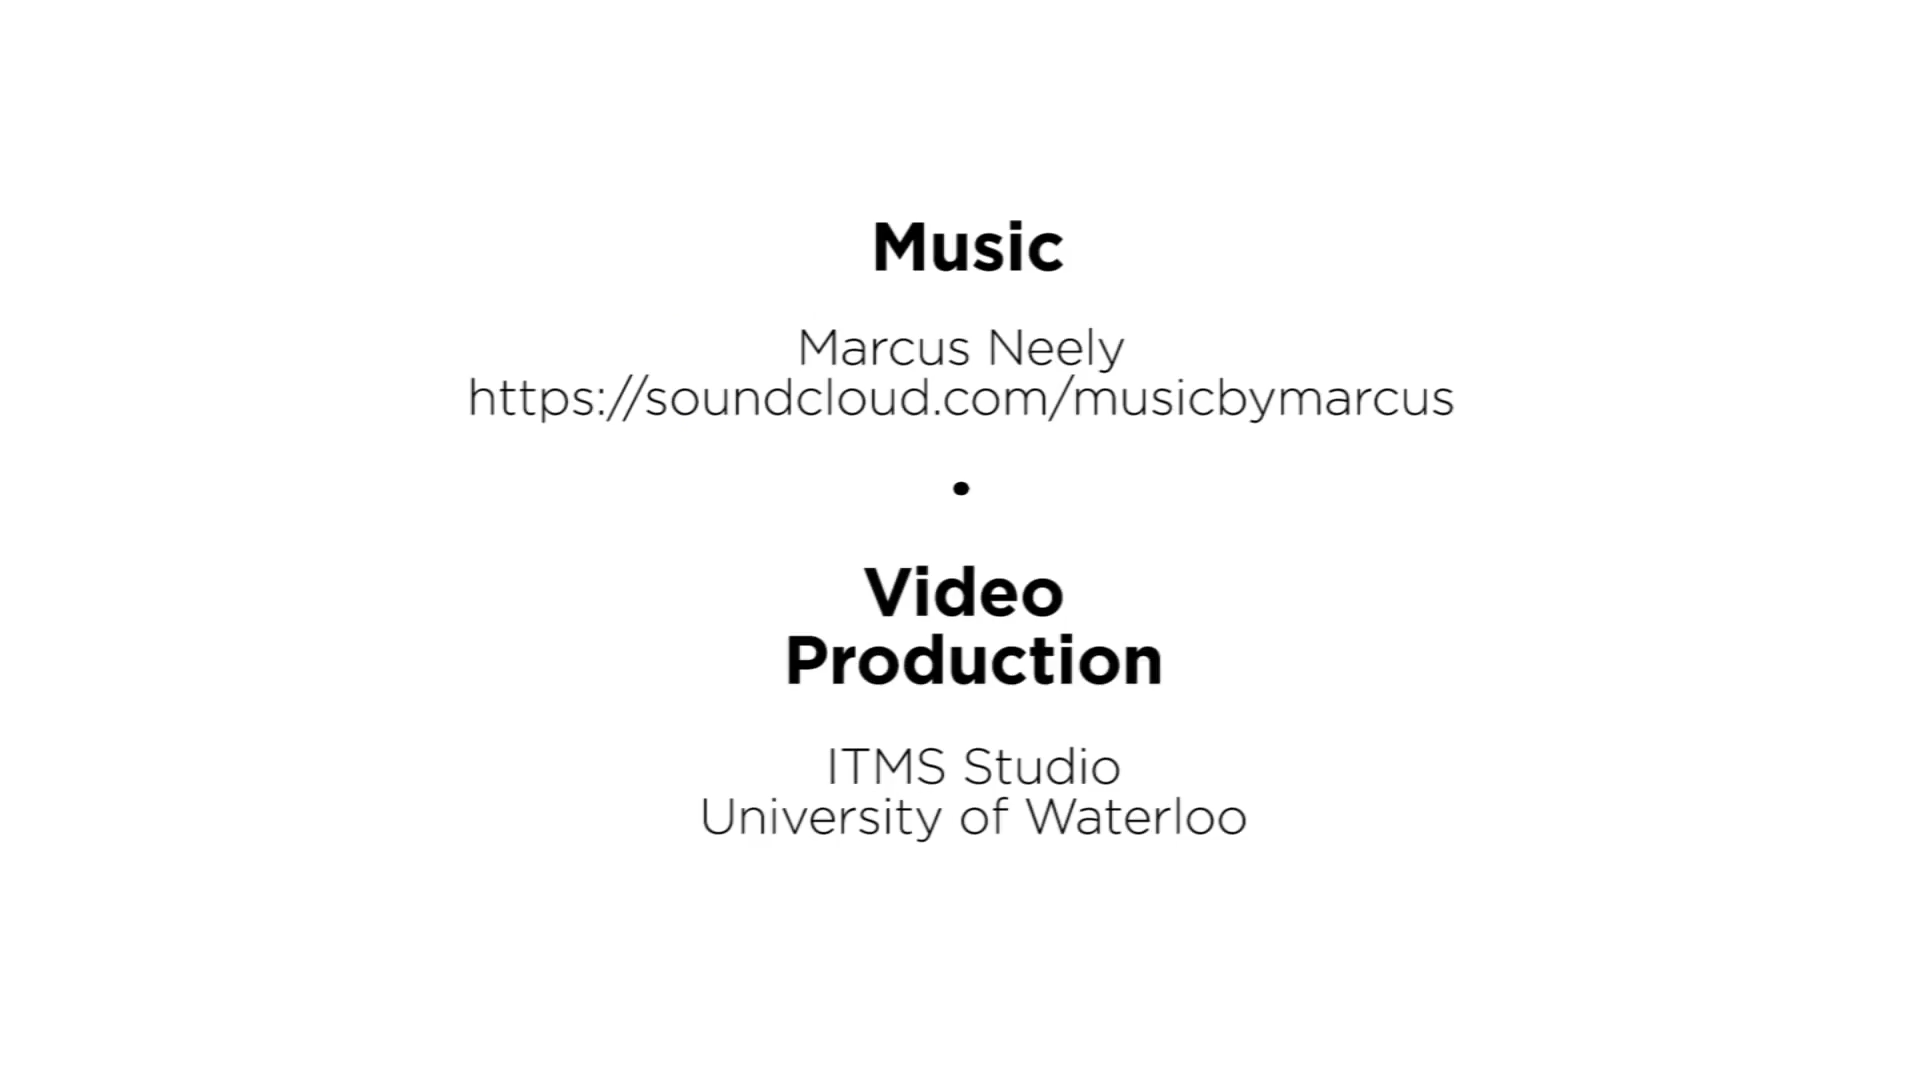 Music
Marcus Neely
https://soundcloud.com/musicbymarcus
•
Video
Production
ITMS Studio
University of Waterloo